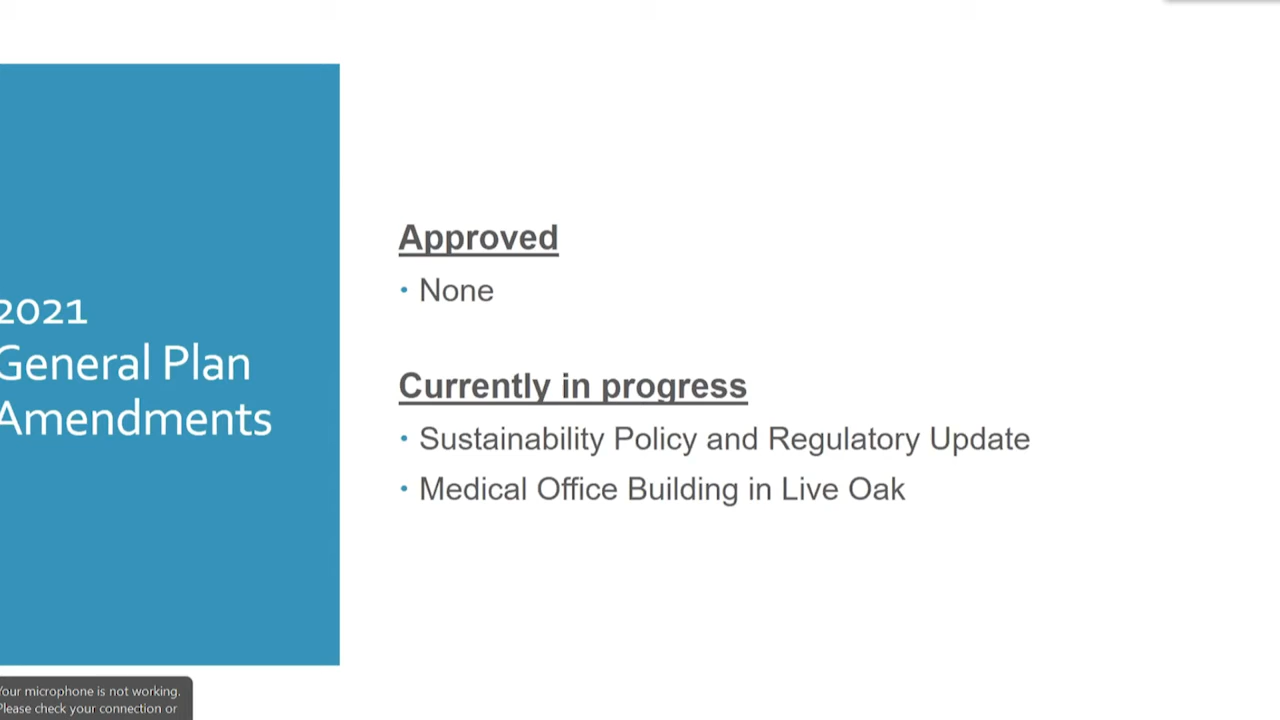 2021
General Plan
Amendments
Approved
• None
Currently in progress
• Sustainability Policy and Regulatory Update
• Medical Office Building in Live Oak
Your microphone is not working.
Please check your connection or